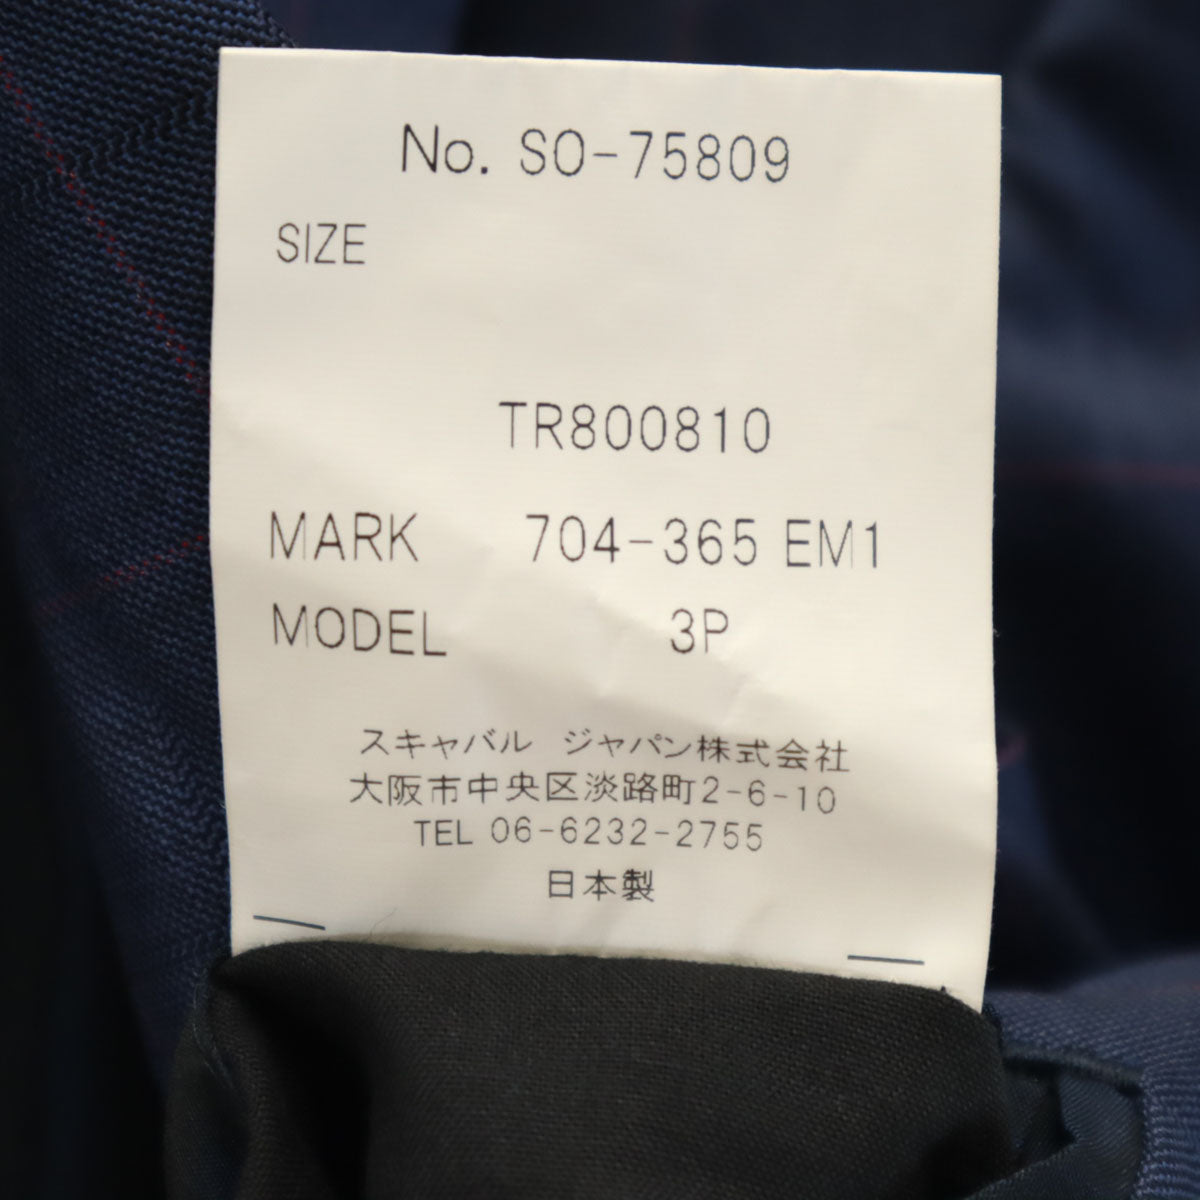 No. SO-75809
SIZE
TR800810
MARK 704-365 EM1
MODEL 3P
スキャバル ジャパン株式会社
大阪市中央区淡路町2-6-10
TEL 06-6232-2755
日本製